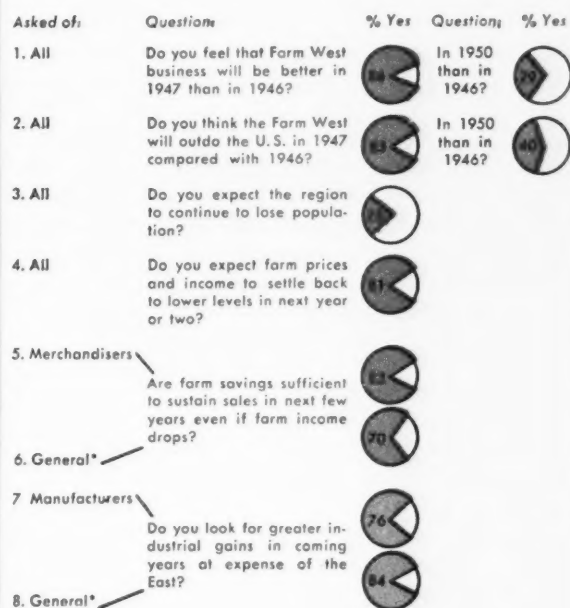 Asked of: Question: % Yes Question: % Yes
1. All Do you feel that Farm West
business will be better in
1947 than in 1946?
In 1950
than in
1946?
2. All Do you think the Farm West
will outdo the U.S. in 1947
compared with 1946?
In 1950
than in
1946?
40
3. All Do you expect the region
to continue to lose popula-
tion?
4. All Do you expect farm prices
and income to settle back
to lower levels in next year
or two?
81
5. Merchandisers
Are farm savings sufficient
to sustain sales in next few
years even if farm income
drops?
70
6. General*
7 Manufacturers
76
Do you look for greater in-
dustrial gains in coming
years at expense of the
East?
84
8. General*